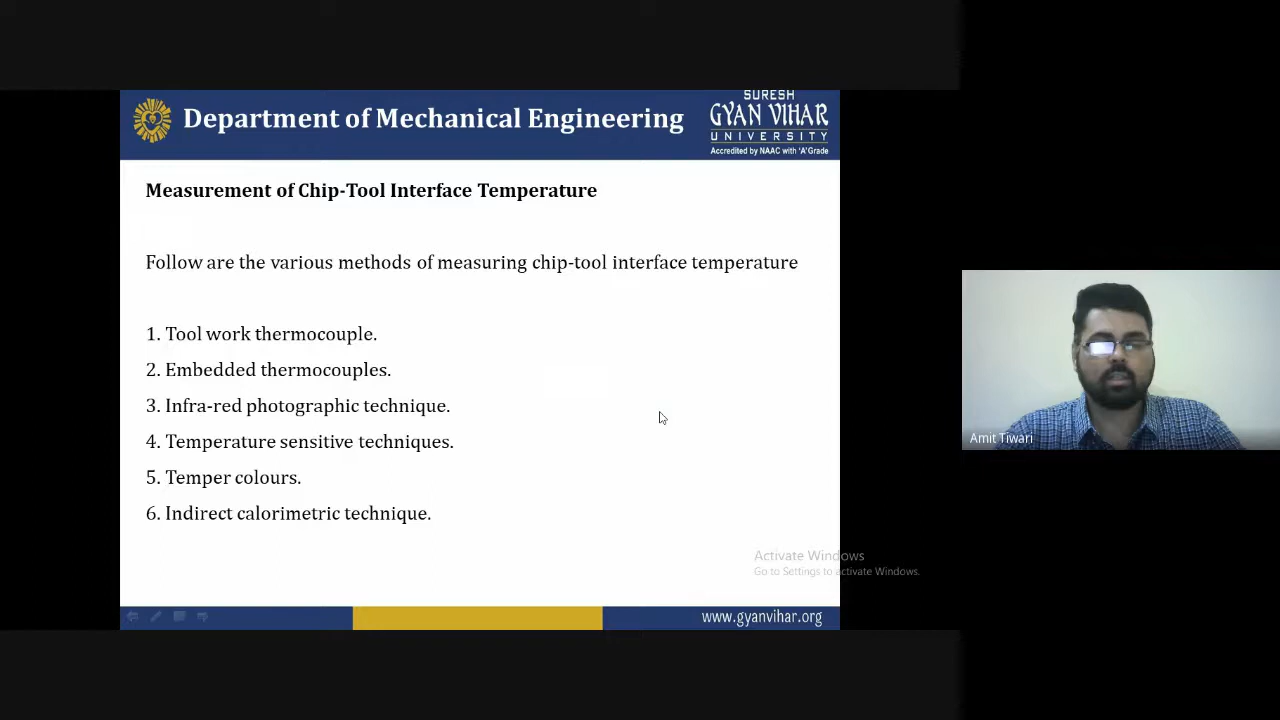 Department of Mechanical Engineering
SURESH
GYAN VIHAR
UNIVERSITY
Accredited by NAAC with 'A' Grade
Measurement of Chip-Tool Interface Temperature
Follow are the various methods of measuring chip-tool interface temperature
1. Tool work thermocouple.
2. Embedded thermocouples.
3. Infra-red photographic technique.
4. Temperature sensitive techniques.
5. Temper colours.
6. Indirect calorimetric technique.
Amit Tiwari
Activate Windows
Go to Settings to activate Windows.
www.gyanvihar.org